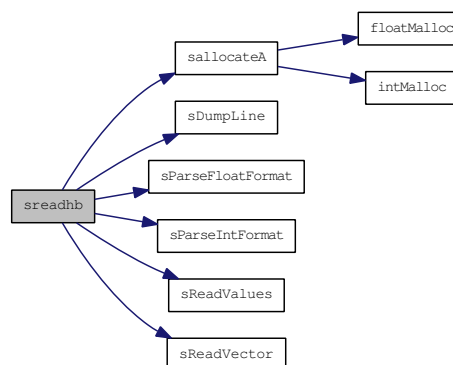 floatMalloc
sallocateA
intMalloc
sDumpLine
sParseFloatFormat
sreadhb
sParseIntFormat
sReadValues
sReadVector